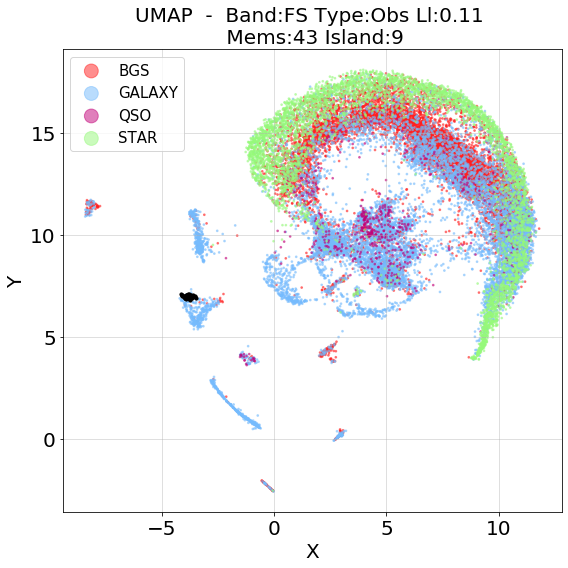 UMAP  -  Band:FS Type:Obs Ll:0.11
Mems:43 Island:9
BGS
GALAXY
QSO
STAR
15
10
5
0
Y
−5
0
5
10
X